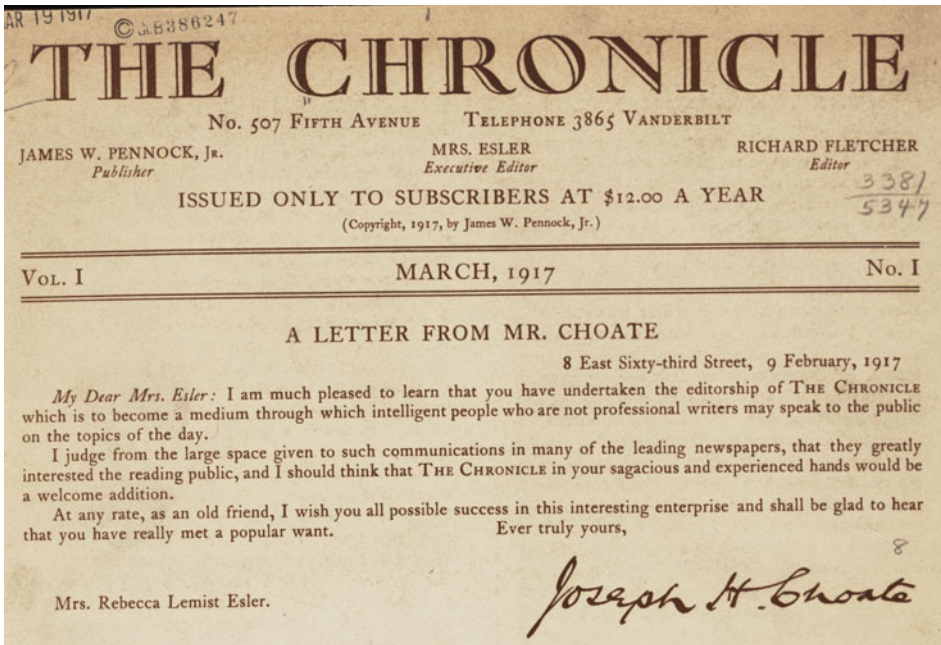 MAR 19 1917
© Cl.B386247
THE CHRONICLE
No. 507 Fifth Avenue Telephone 3865 Vanderbilt
JAMES W. PENNOCK, Jr.
Publisher
MRS. ESLER
Executive Editor
RICHARD FLETCHER
Editor
3381
5347
ISSUED ONLY TO SUBSCRIBERS AT $12.00 A YEAR
(Copyright, 1917, by James W. Pennock, Jr.)
Vol. I MARCH, 1917 No. I
A LETTER FROM MR. CHOATE
8 East Sixty-third Street, 9 February, 1917
My Dear Mrs. Esler: I am much pleased to learn that you have undertaken the editorship of The Chronicle
which is to become a medium through which intelligent people who are not professional writers may speak to the public
on the topics of the day.
I judge from the large space given to such communications in many of the leading newspapers, that they greatly
interested the reading public, and I should think that The Chronicle in your sagacious and experienced hands would be
a welcome addition.
At any rate, as an old friend, I wish you all possible success in this interesting enterprise and shall be glad to hear
that you have really met a popular want. Ever truly yours,
8
Joseph H. Choate
Mrs. Rebecca Lemist Esler.